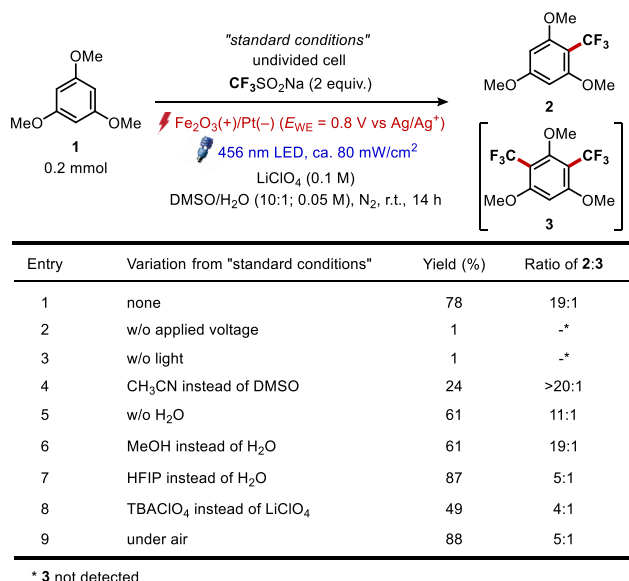 "standard conditions"
undivided cell
CF₃SO₂Na (2 equiv.)
Fe₂O₃(+)/Pt(–) (E_WE = 0.8 V vs Ag/Ag⁺)
456 nm LED, ca. 80 mW/cm²
LiClO₄ (0.1 M)
DMSO/H₂O (10:1; 0.05 M), N₂, r.t., 14 h
OMe
MeO
OMe
1
0.2 mmol
OMe
CF₃
MeO
OMe
2
OMe
F₃C
CF₃
MeO
OMe
3
Entry Variation from "standard conditions" Yield (%) Ratio of 2:3
1 none 78 19:1
2 w/o applied voltage 1 -*
3 w/o light 1 -*
4 CH₃CN instead of DMSO 24 >20:1
5 w/o H₂O 61 11:1
6 MeOH instead of H₂O 61 19:1
7 HFIP instead of H₂O 87 5:1
8 TBAClO₄ instead of LiClO₄ 49 4:1
9 under air 88 5:1
* 3 not detected